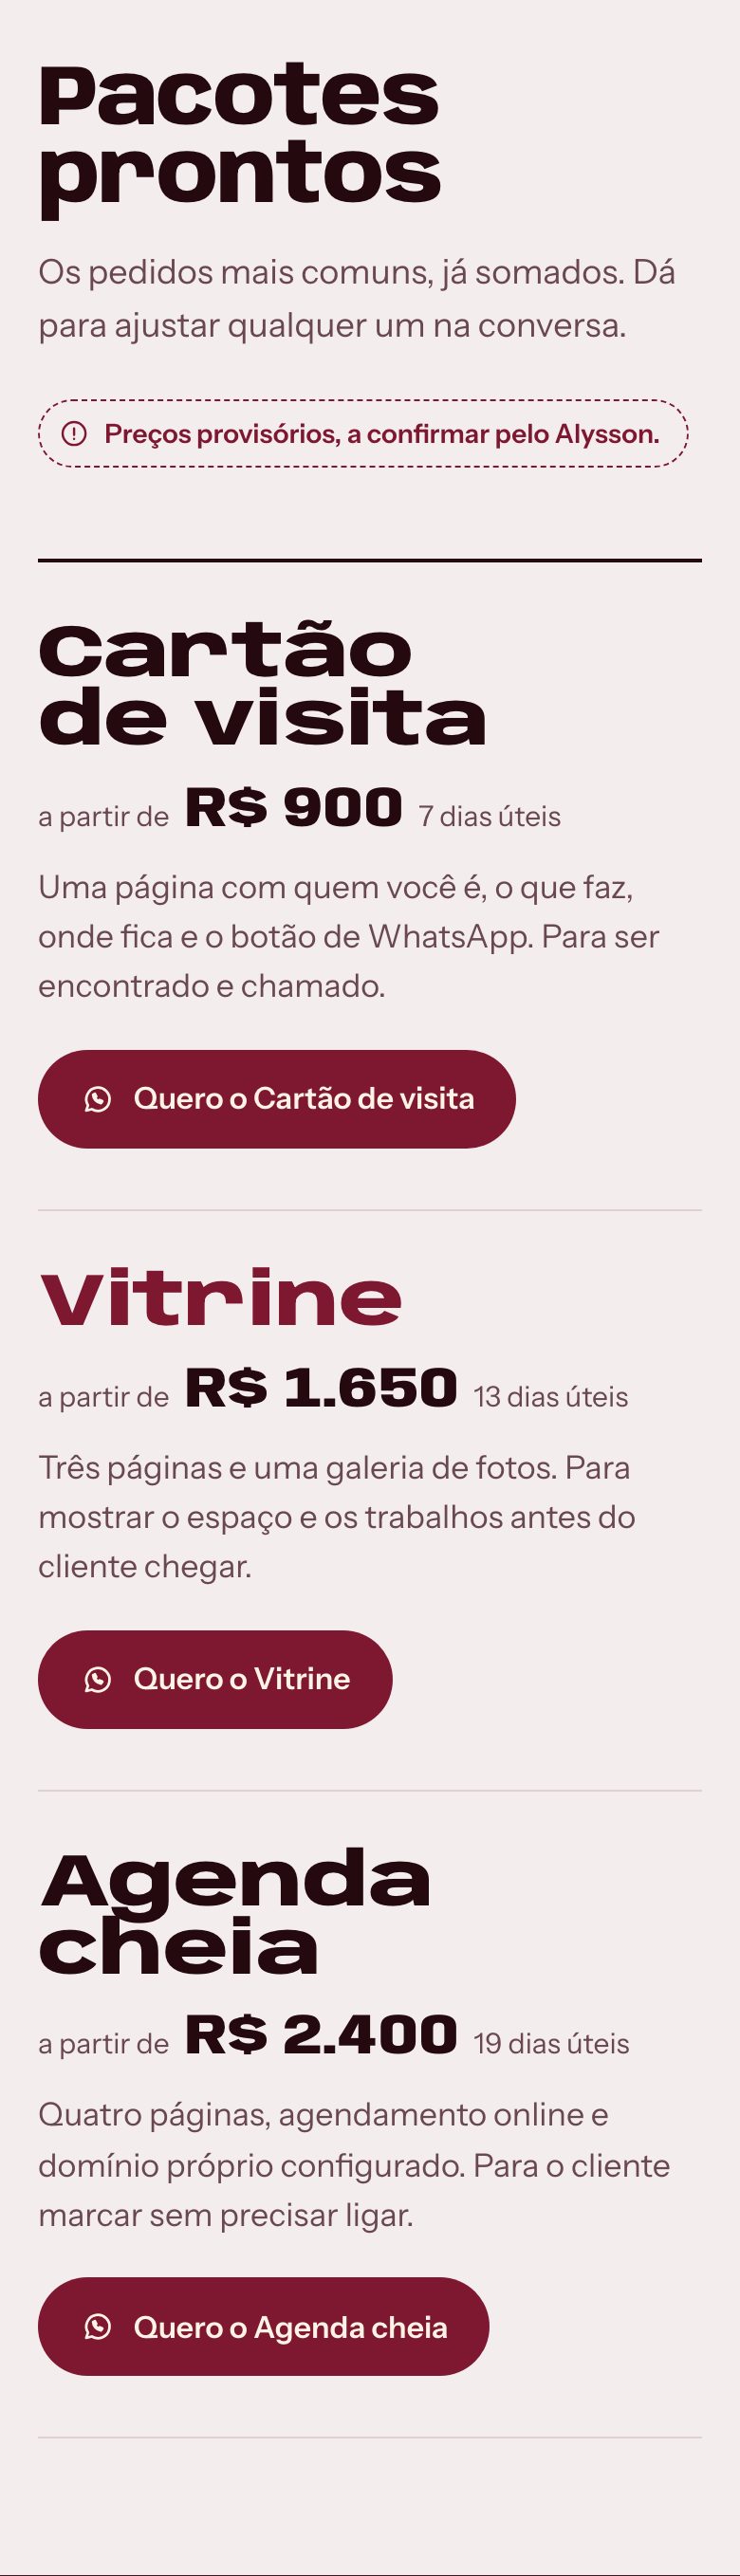 Pacotes
prontos
Os pedidos mais comuns, já somados. Dá
para ajustar qualquer um na conversa.
Preços provisórios, a confirmar pelo Alysson.
Cartão
de visita
a partir de R$ 900 7 dias úteis
Uma página com quem você é, o que faz,
onde fica e o botão de WhatsApp. Para ser
encontrado e chamado.
Quero o Cartão de visita
Vitrine
a partir de R$ 1.650 13 dias úteis
Três páginas e uma galeria de fotos. Para
mostrar o espaço e os trabalhos antes do
cliente chegar.
Quero o Vitrine
Agenda
cheia
a partir de R$ 2.400 19 dias úteis
Quatro páginas, agendamento online e
domínio próprio configurado. Para o cliente
marcar sem precisar ligar.
Quero o Agenda cheia